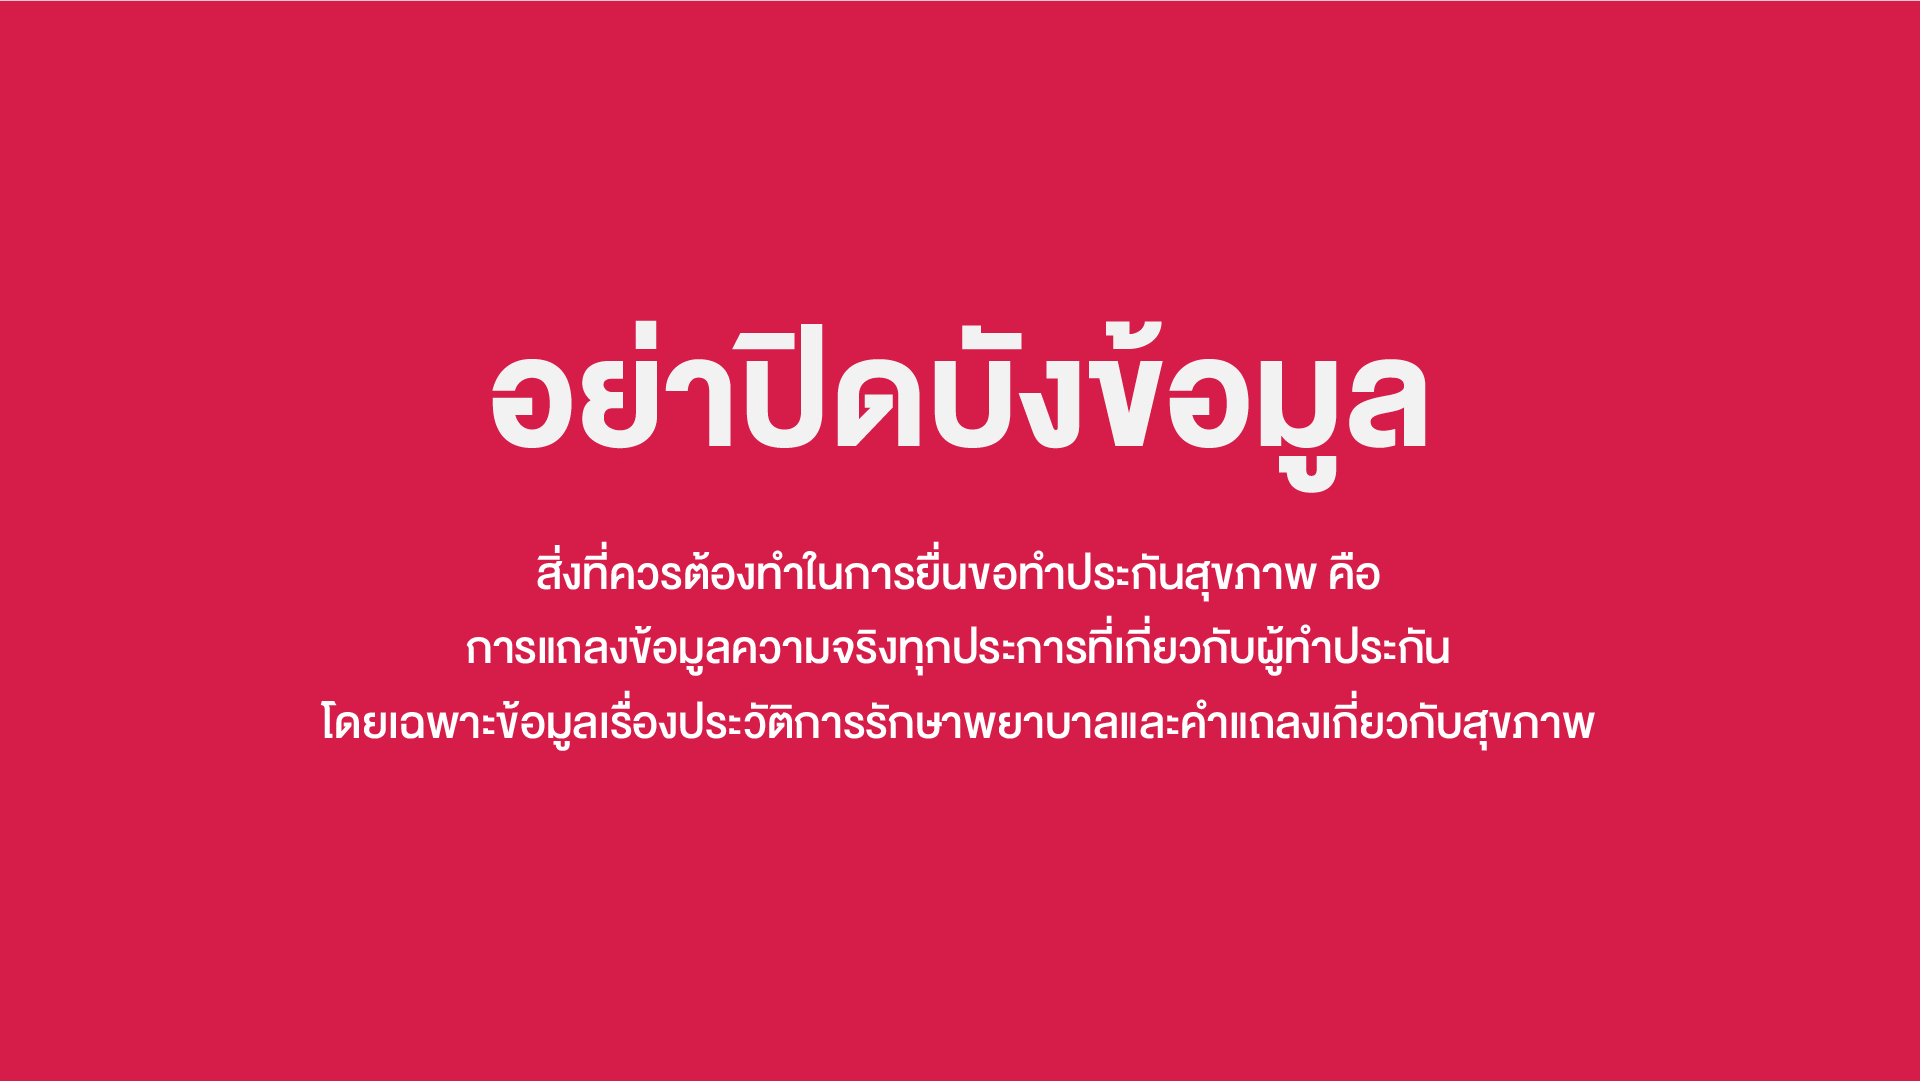 อย่าปิดบังข้อมูล
สิ่งที่ควรต้องทำในการยื่นขอทำประกันสุขภาพ คือ
การแถลงข้อมูลความจริงทุกประการที่เกี่ยวกับผู้ทำประกัน
โดยเฉพาะข้อมูลเรื่องประวัติการรักษาพยาบาลและคำแถลงเกี่ยวกับสุขภาพ